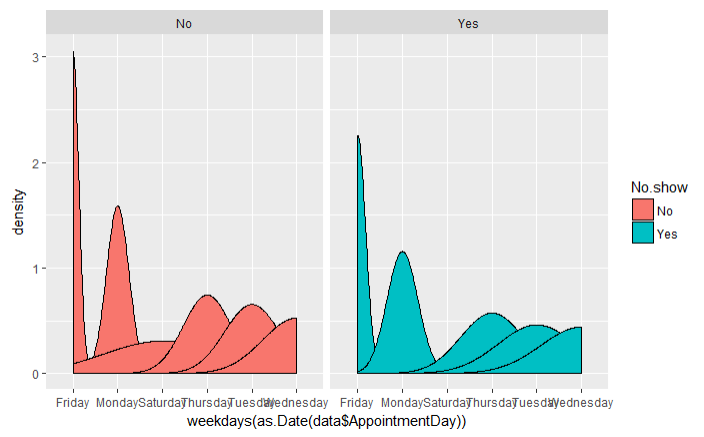 No
Yes
3
2
1
0
density
Friday Monday Saturday Thursday Tuesday Wednesday
Friday Monday Saturday Thursday Tuesday Wednesday
weekdays(as.Date(data$AppointmentDay))
No.show
No
Yes